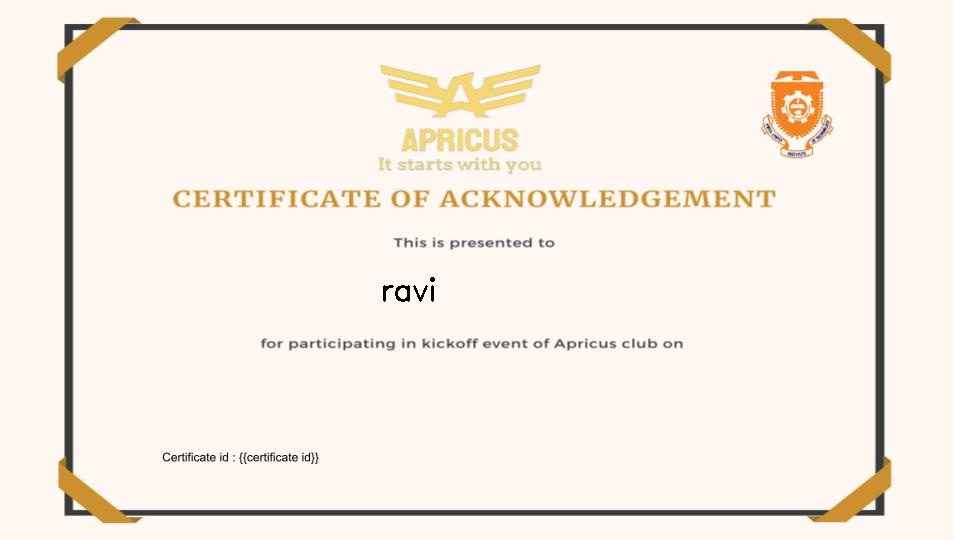 APRICUS
It starts with you
CERTIFICATE OF ACKNOWLEDGEMENT
This is presented to
ravi
for participating in kickoff event of Apricus club on
Certificate id : {{certificate id}}